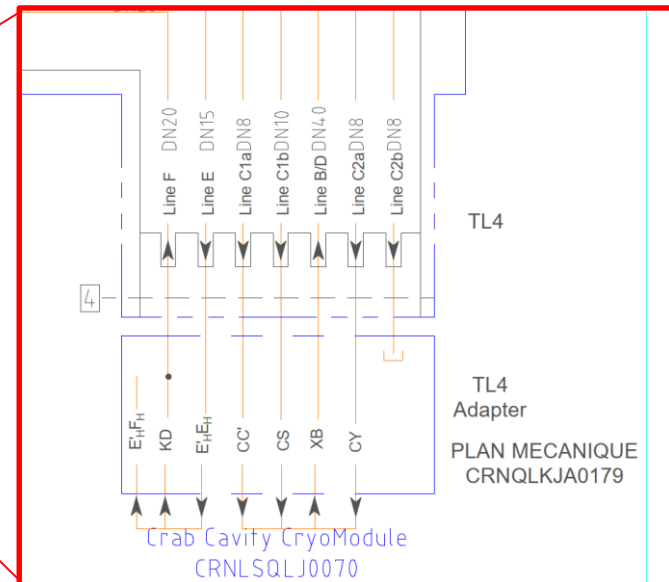 Line F DN20
Line E DN15
Line C1a DN8
Line C1b DN10
Line B/D DN40
Line C2a DN8
Line C2b DN8
TL4
4
E'HFH
KD
E'HEH
CC'
CS
XB
CY
TL4
Adapter
PLAN MECANIQUE
CRNQLKJA0179
Crab Cavity CryoModule
CRNLSQLJ0070